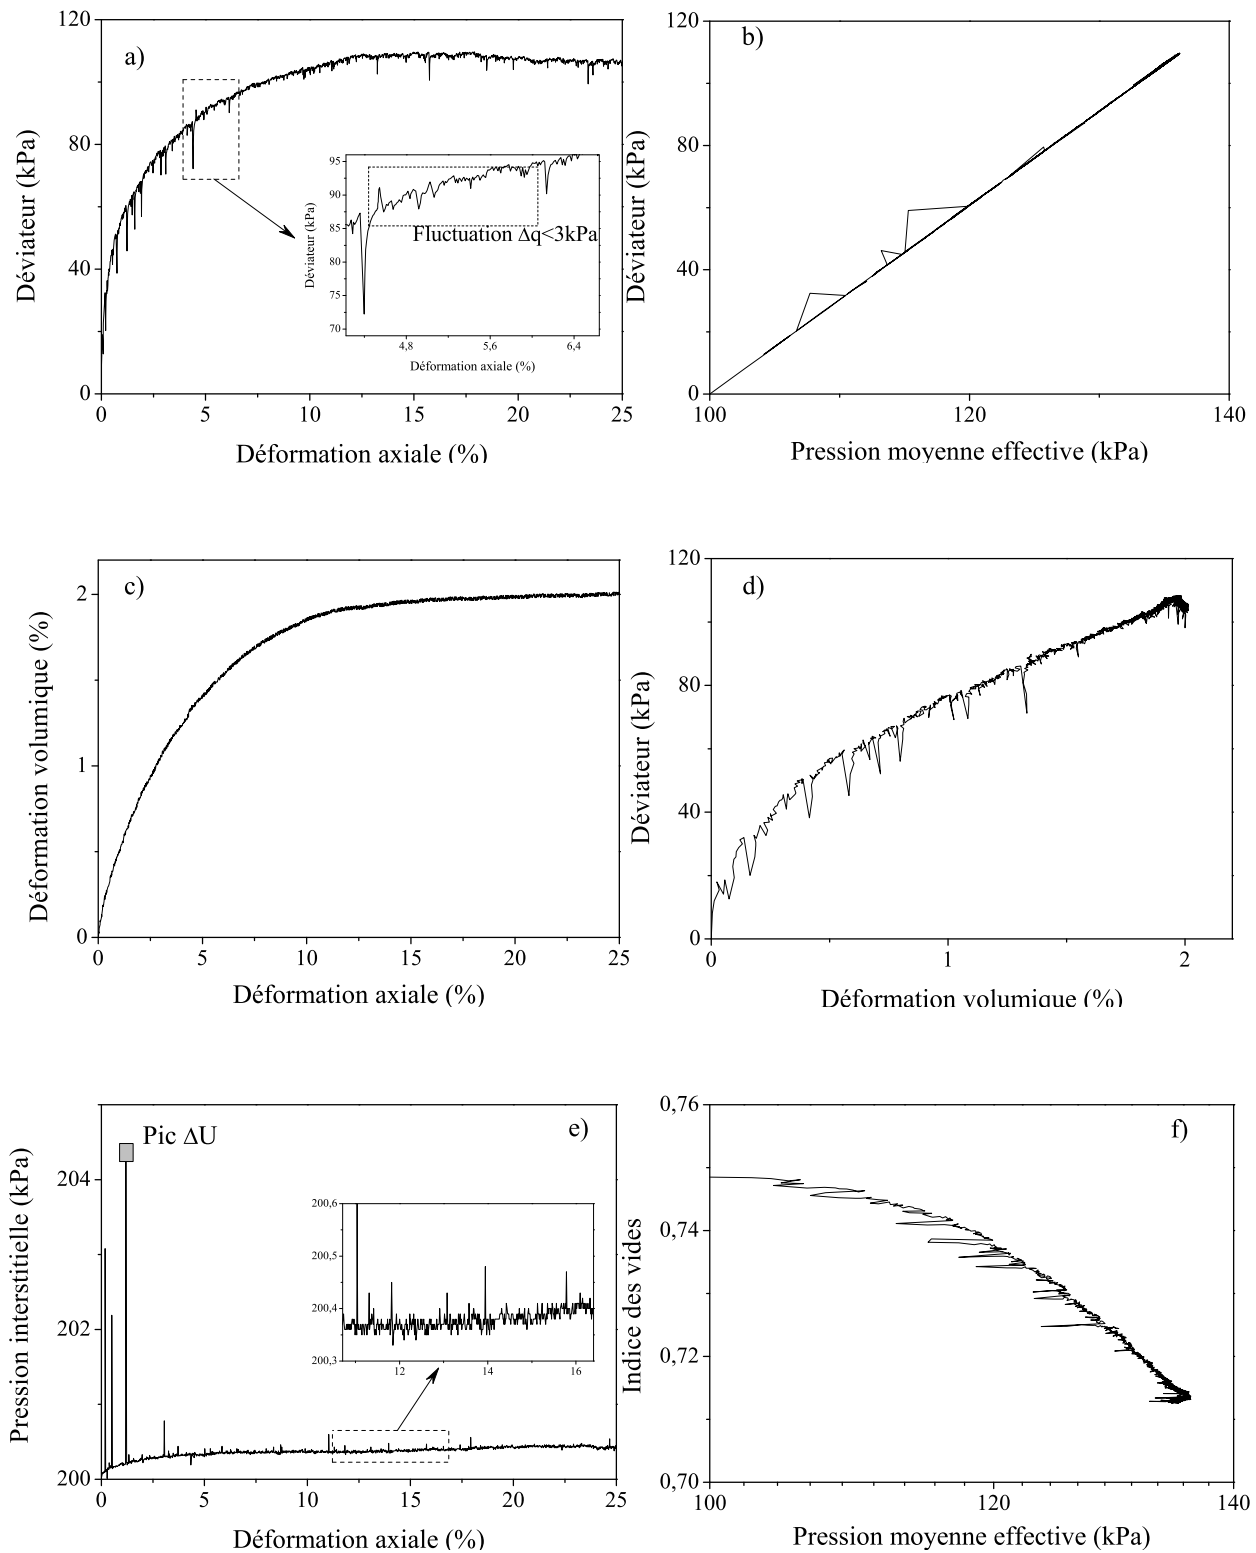 a)
Déviateur (kPa)
120
80
40
0
0 5 10 15 20 25
Déformation axiale (%)
Déviateur (kPa)
95
90
85
80
75
70
4,8 5,6 6,4
Déformation axiale (%)
Fluctuation Δq<3kPa
b)
Déviateur (kPa)
120
80
40
0
100 120 140
Pression moyenne effective (kPa)
c)
Déformation volumique (%)
2
1
0
0 5 10 15 20 25
Déformation axiale (%)
d)
Déviateur (kPa)
120
80
40
0
0 1 2
Déformation volumique (%)
e)
Pic ΔU
Pression interstitielle (kPa)
204
202
200
0 5 10 15 20 25
Déformation axiale (%)
200,6
200,5
200,4
200,3
12 14 16
f)
Indice des vides
0,76
0,74
0,72
0,70
100 120 140
Pression moyenne effective (kPa)